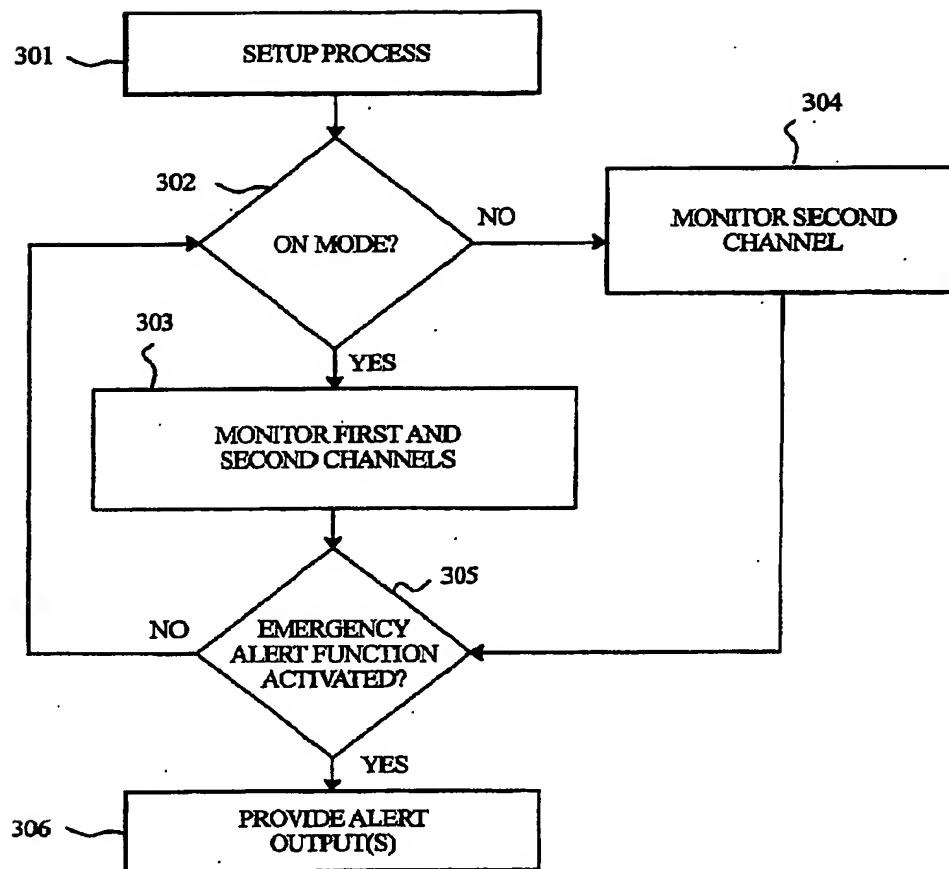 301
SETUP PROCESS
304
302
ON MODE?
NO
MONITOR SECOND
CHANNEL
303
YES
MONITOR FIRST AND
SECOND CHANNELS
305
NO
EMERGENCY
ALERT FUNCTION
ACTIVATED?
YES
306
PROVIDE ALERT
OUTPUT(S)